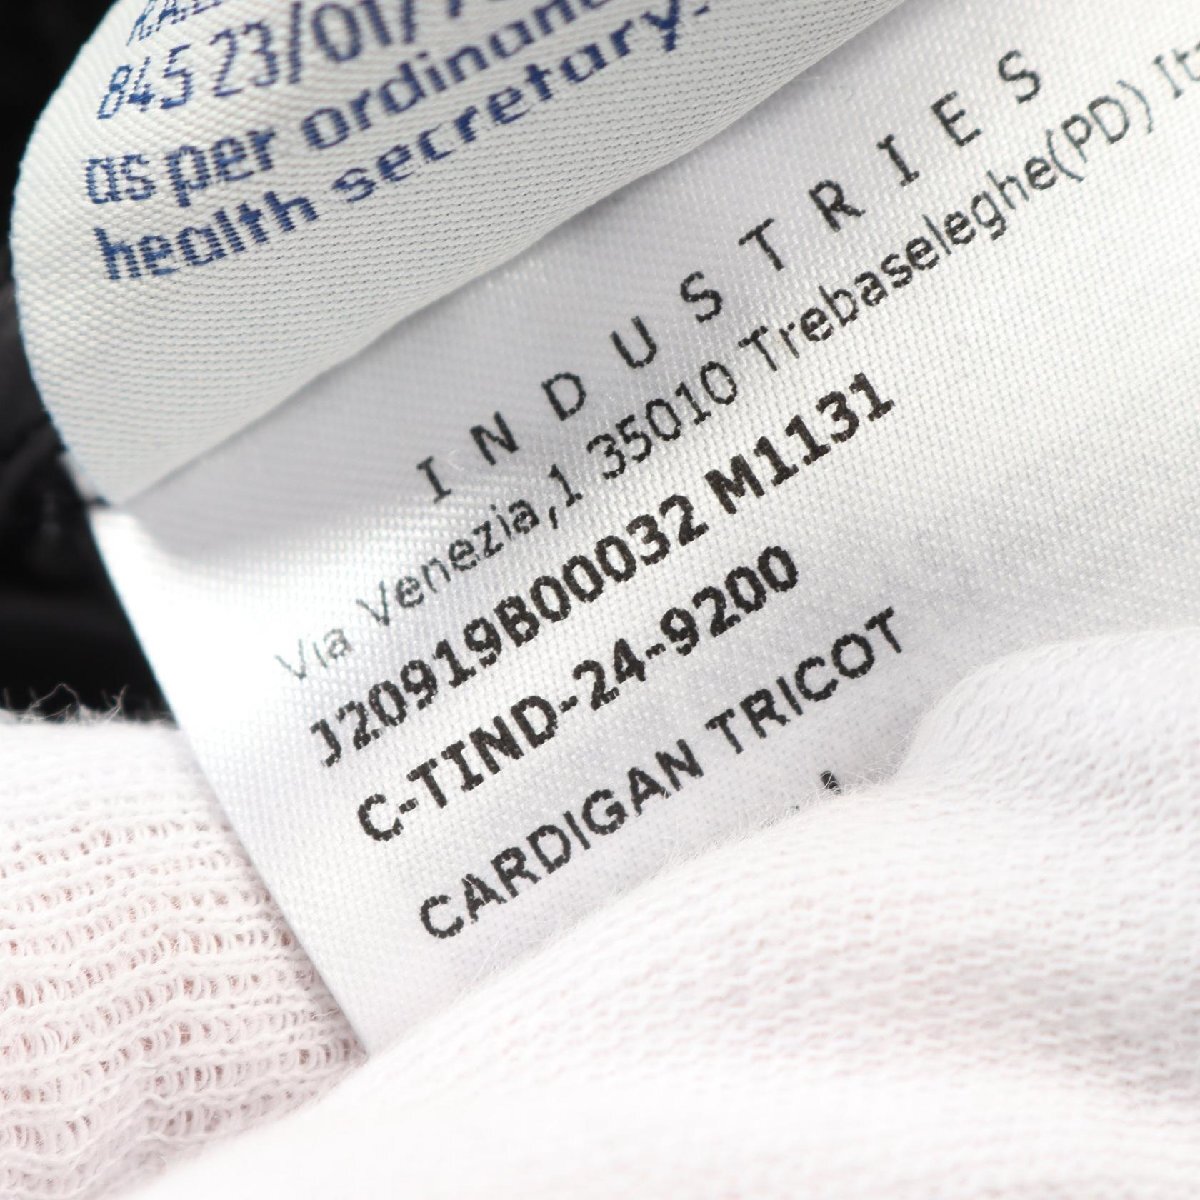 845 23/01/
as per ordinan
health secretary.
INDUSTRIES
Via Venezia,1 35010 Trebaseleghe(PD) It
J20919B00032 M1131
C-TIND-24-9200
CARDIGAN TRICOT